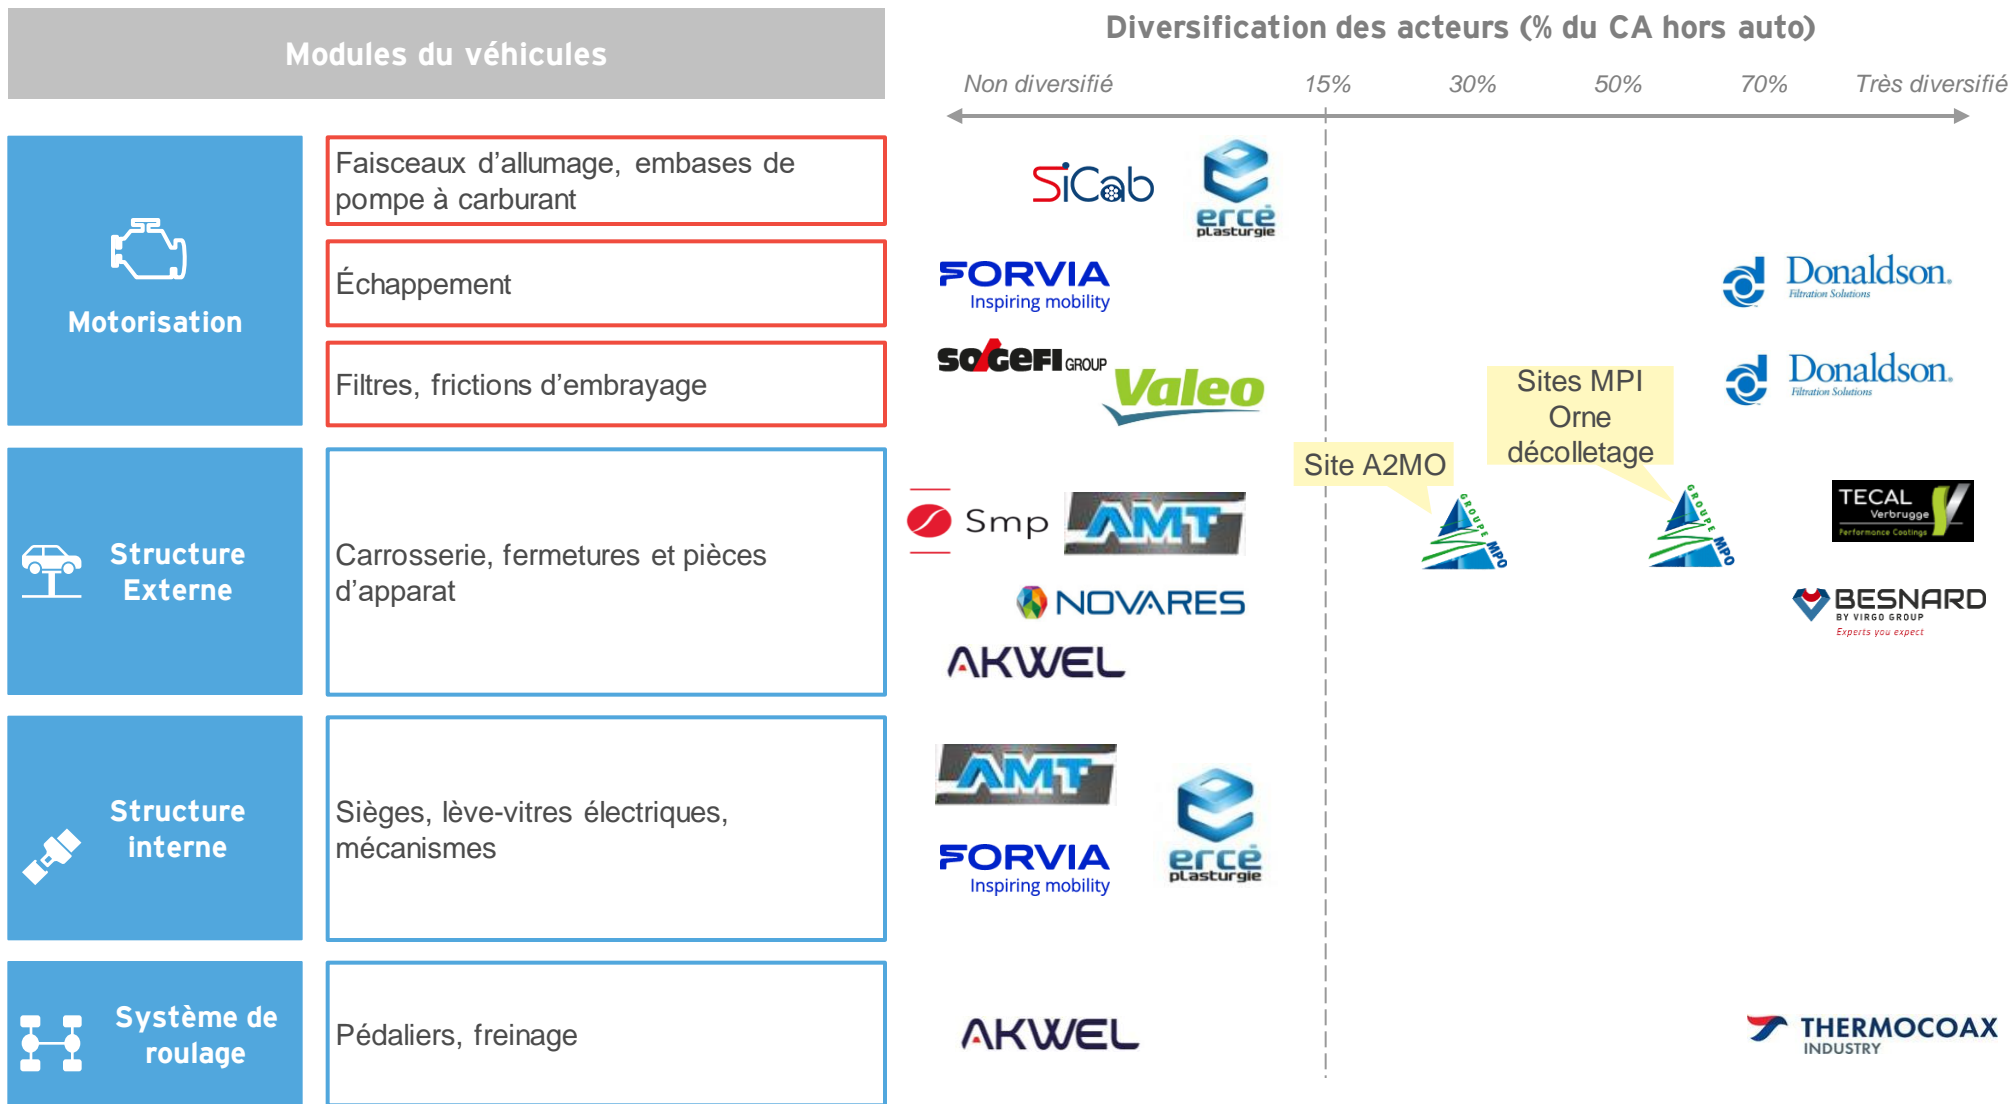 Modules du véhicules
Diversification des acteurs (% du CA hors auto)
Non diversifié
15%
30%
50%
70%
Très diversifié
Motorisation
Faisceaux d'allumage, embases de
pompe à carburant
SiCab
ercé
plasturgie
Échappement
FORVIA
Inspiring mobility
Donaldson.
Filtration Solutions
Filtres, frictions d'embrayage
SOGEFI GROUP
Valeo
Sites MPI
Orne
décolletage
Donaldson.
Filtration Solutions
Structure
Externe
Carrosserie, fermetures et pièces
d'apparat
Site A2MO
Smp
AMT
GROUPE MPO
GROUPE MPO
TECAL
Verbrugge
Performance Coatings
NOVARES
BESNARD
BY VIRGO GROUP
Experts you expect
AKWEL
Structure
interne
Sièges, lève-vitres électriques,
mécanismes
AMT
ercé
plasturgie
FORVIA
Inspiring mobility
Système de
roulage
Pédaliers, freinage
AKWEL
THERMOCOAX
INDUSTRY